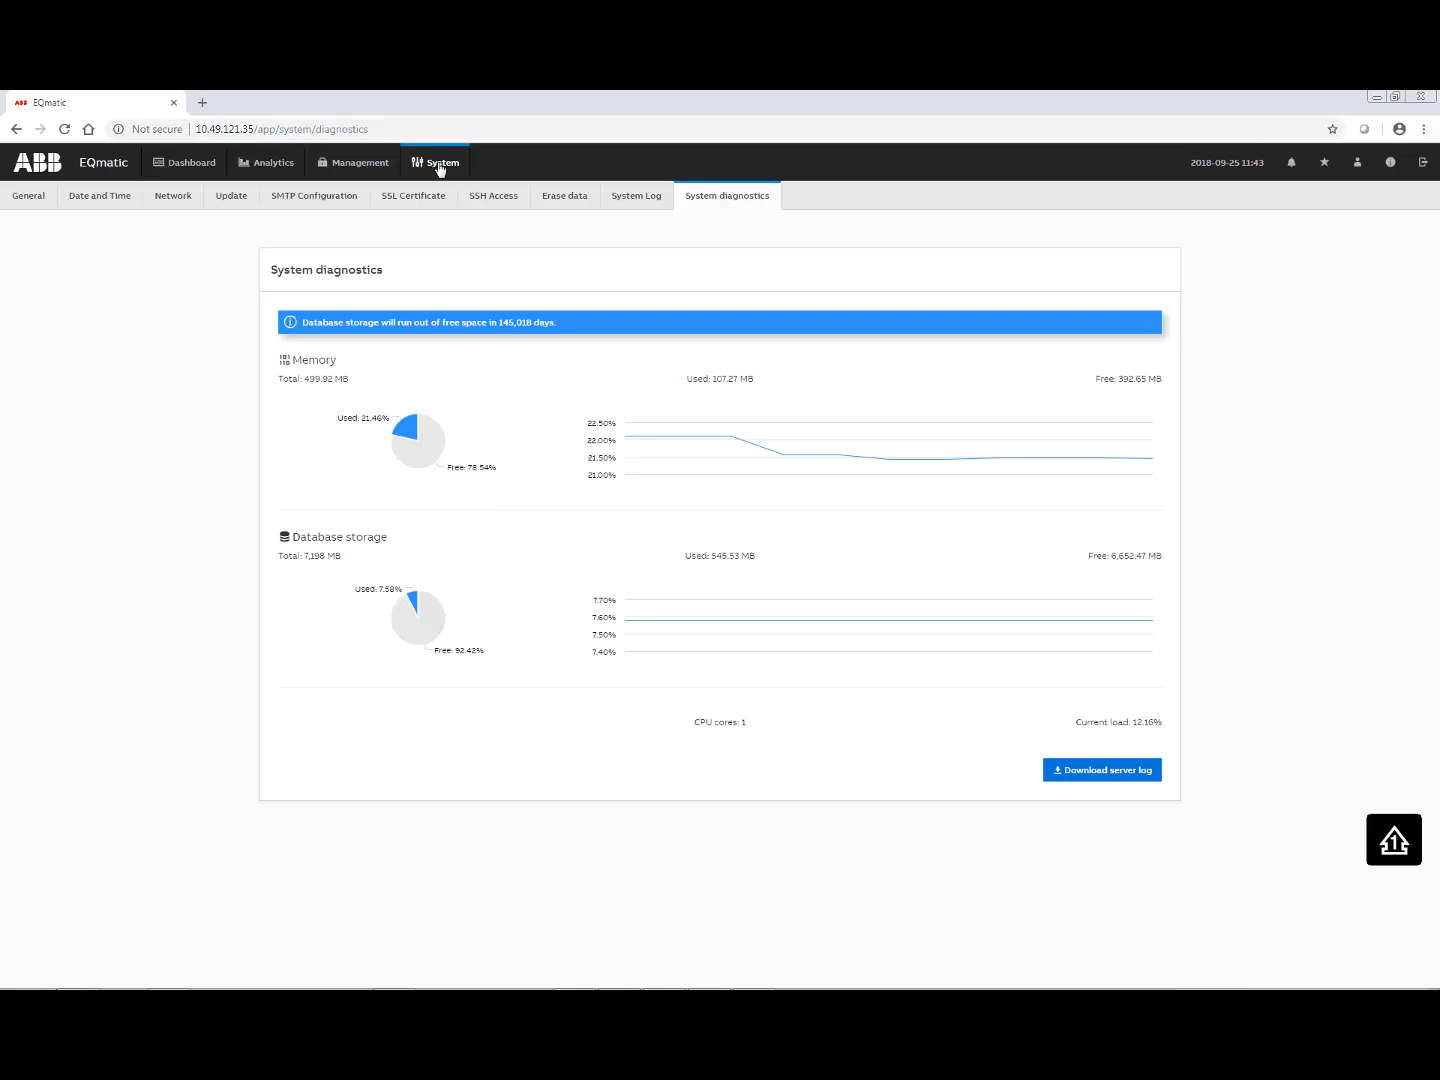 ABB EQmatic
Not secure | 10.49.121.35/app/system/diagnostics
ABB EQmatic Dashboard Analytics Management System 2018-09-25 11:43
General Date and Time Network Update SMTP Configuration SSL Certificate SSH Access Erase data System Log System diagnostics
System diagnostics
Database storage will run out of free space in 145,018 days.
Memory
Total: 499.92 MB Used: 107.27 MB Free: 392.65 MB
Used: 21.46%
Free: 78.54%
22.50%
22.00%
21.50%
21.00%
Database storage
Total: 7,198 MB Used: 545.53 MB Free: 6,652.47 MB
Used: 7.58%
Free: 92.42%
7.70%
7.60%
7.50%
7.40%
CPU cores: 1 Current load: 12.16%
Download server log
1